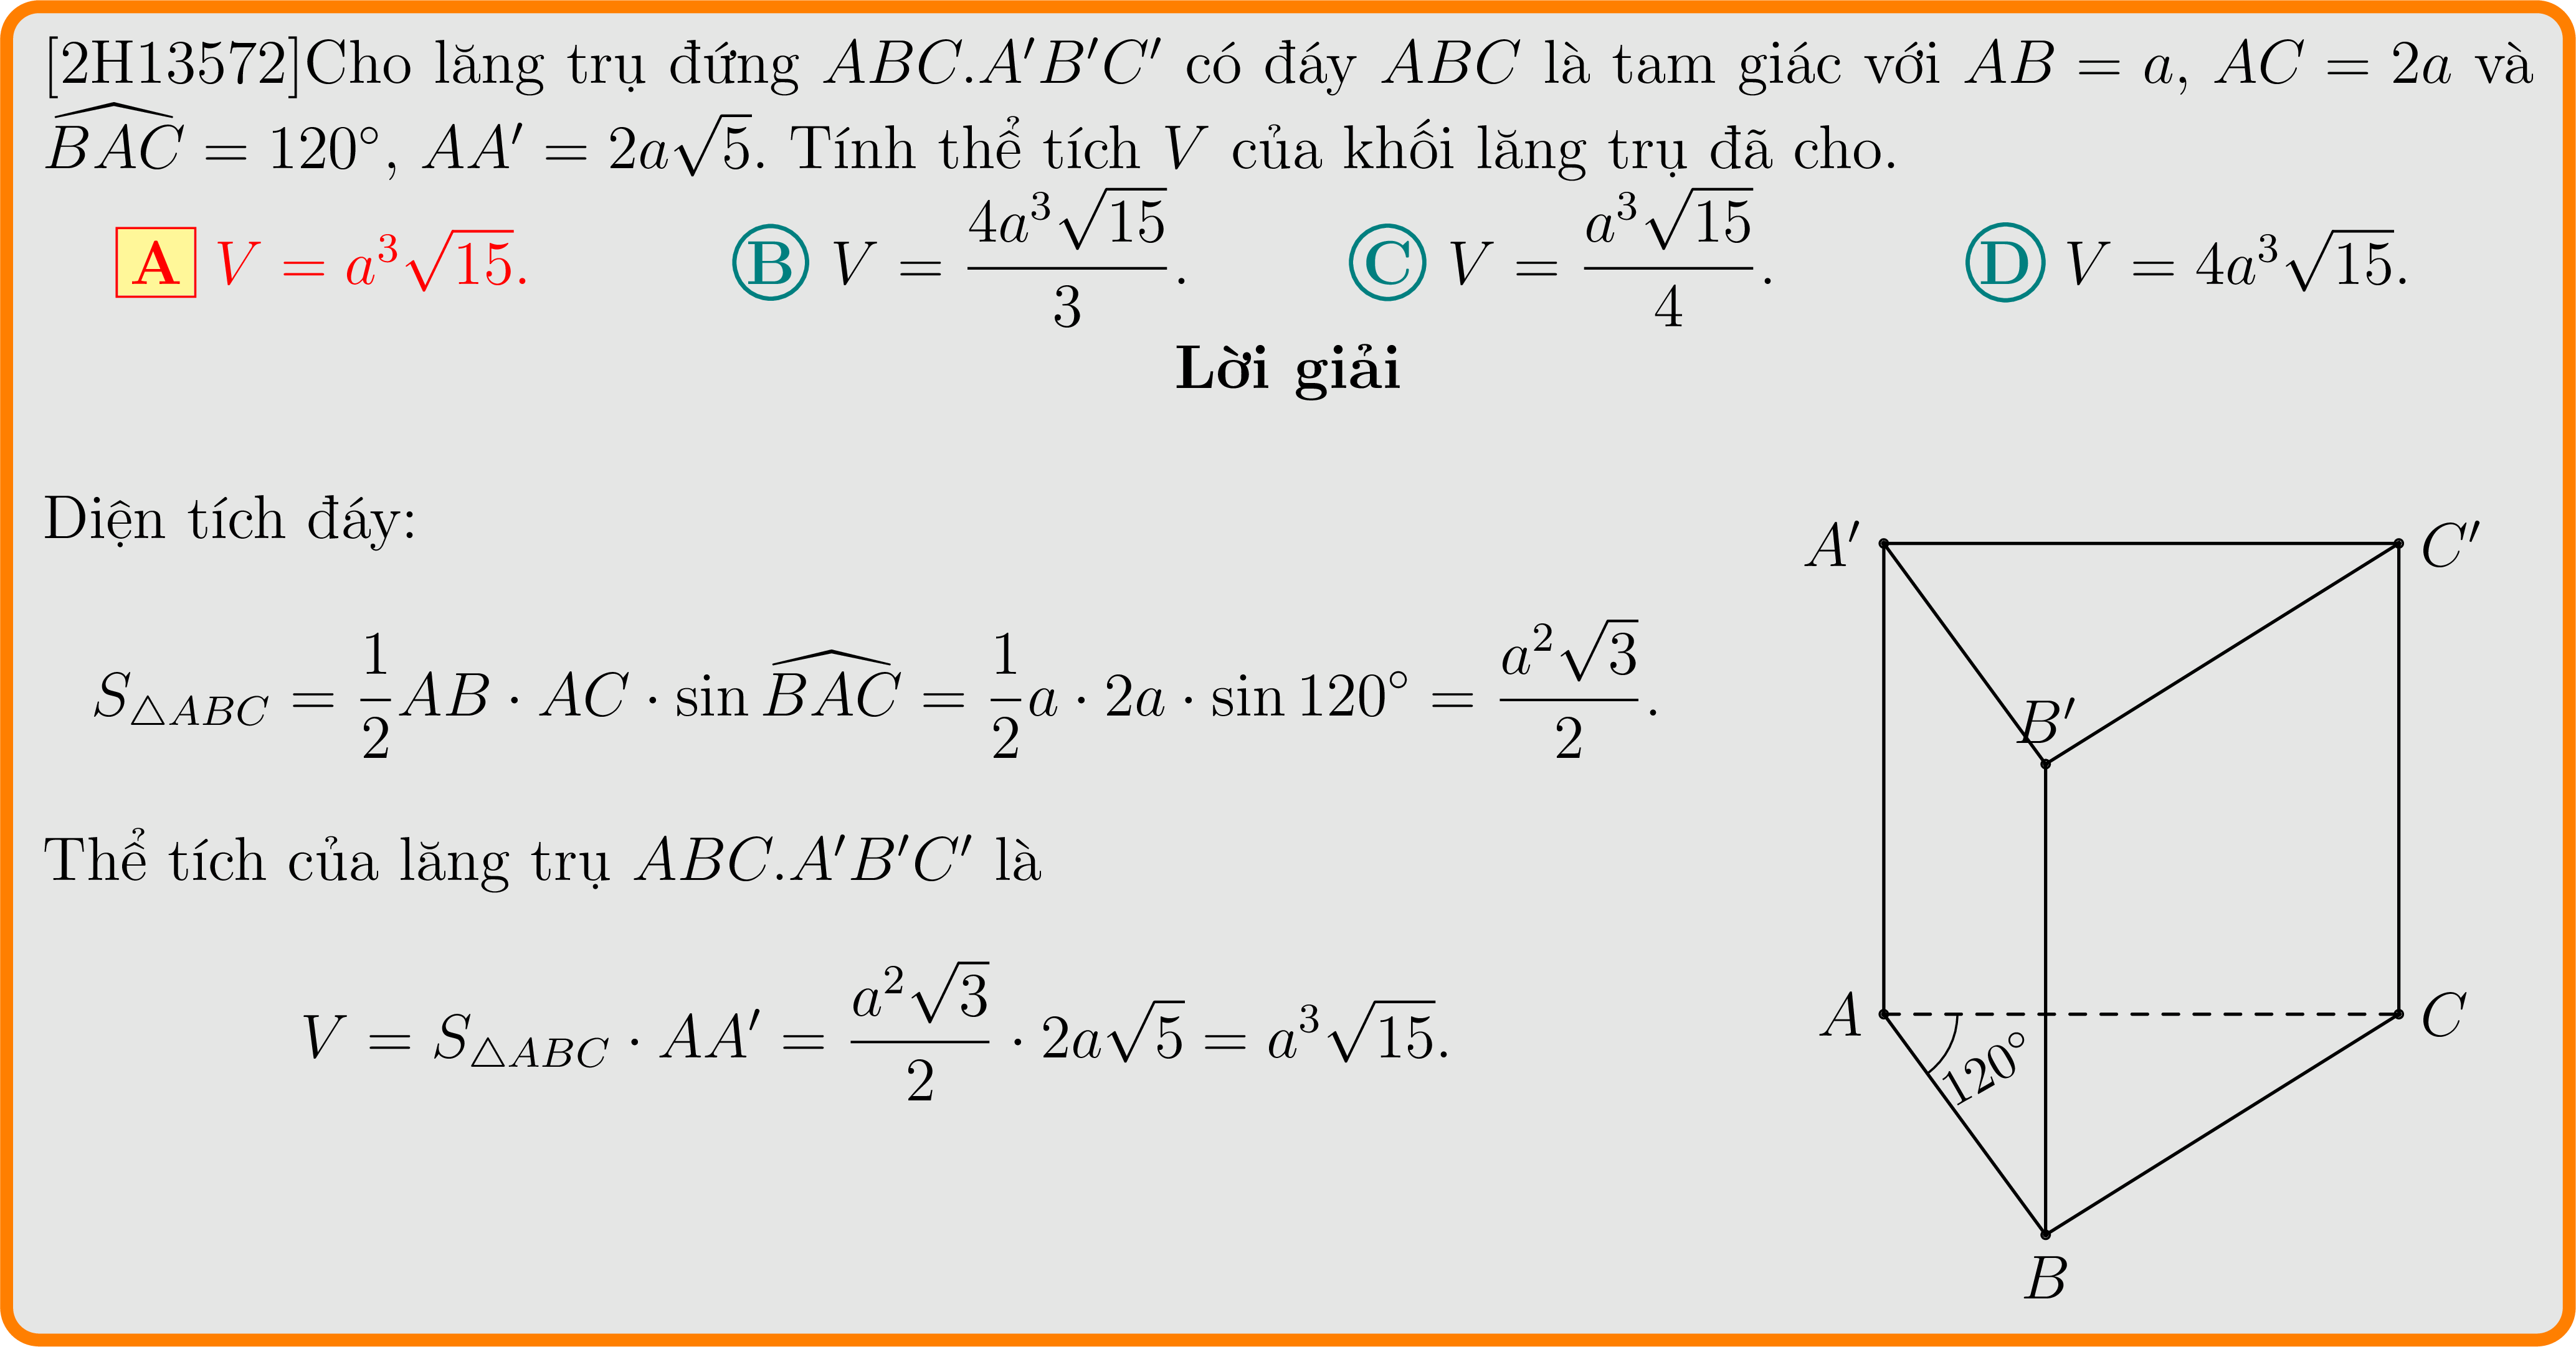 [2H13572]Cho lăng trụ đứng ABC.A′B′C′ có đáy ABC là tam giác với AB = a, AC = 2a và
$\widehat{BAC}$ = 120°, AA′ = 2a√5. Tính thể tích V của khối lăng trụ đã cho.
A $V = a^3\sqrt{15}$. B $V = \frac{4a^3\sqrt{15}}{3}$. C $V = \frac{a^3\sqrt{15}}{4}$. D $V = 4a^3\sqrt{15}$.
Lời giải
Diện tích đáy:
$S_{\triangle ABC} = \frac{1}{2}AB \cdot AC \cdot \sin\widehat{BAC} = \frac{1}{2}a \cdot 2a \cdot \sin 120° = \frac{a^2\sqrt{3}}{2}$.
Thể tích của lăng trụ ABC.A′B′C′ là
$V = S_{\triangle ABC} \cdot AA′ = \frac{a^2\sqrt{3}}{2} \cdot 2a\sqrt{5} = a^3\sqrt{15}$.
A′
C′
B′
A
C
120°
B